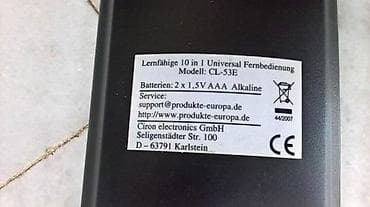 Lernfähige 10 in 1 Universal Fernbedienung
Modell: CL-53E
Batterien: 2 x 1,5V AAA Alkaline
Service:
support@produkte-europa.de
http://www.produkte-europa.de
Ciron electronics GmbH
Seligenstädter Str. 100
D – 63791 Karlstein
44/2007
CE